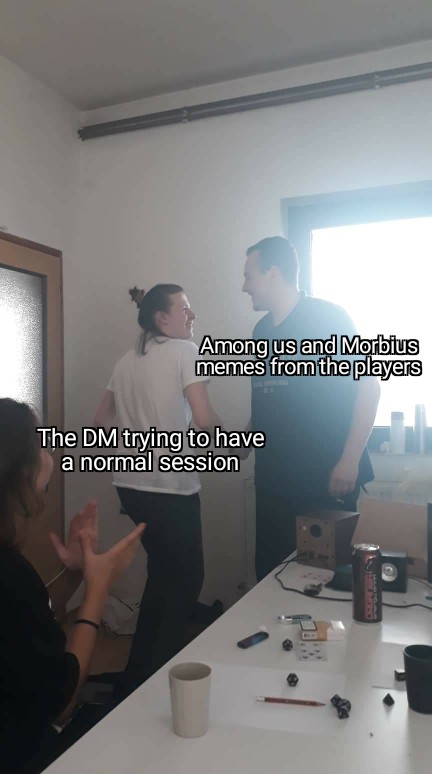 Among us and Morbius
memes from the players
The DM trying to have
a normal session